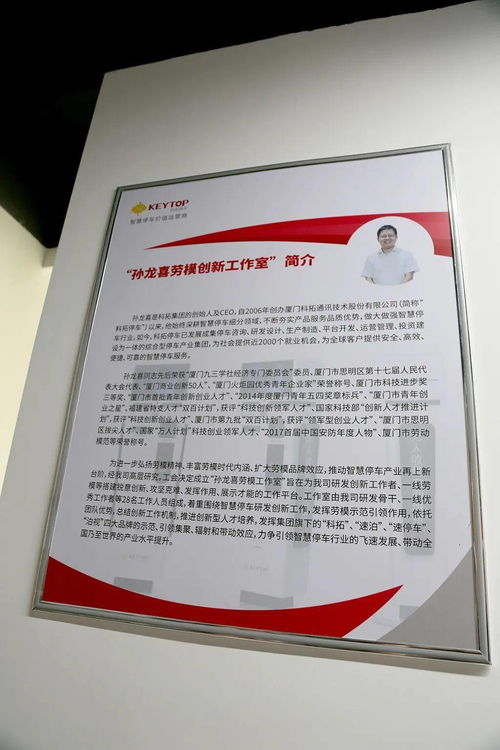 KEYTOP
智慧停车价值运营商
“孙龙喜劳模创新工作室”简介
孙龙喜是科拓集团的创始人及CEO,自2006年创办厦门科拓通讯技术股份有限公司(简称“
科拓停车”)以来,他始终深耕智慧停车细分领域,不断夯实产品服务品质优势,做大做强智慧停
车行业,如今,科拓停车已发展成集停车咨询、研发设计、生产制造、平台开发、运营管理、投资建
设为一体的综合型停车产业集团,为社会提供近2000个就业机会,为全球客户提供安全、高效、
便捷、可靠的智慧停车服务。
孙龙喜同志先后荣获“厦门九三学社经济专门委员会”委员、厦门市思明区第十七届人民代
表大会代表、“厦门商业创新50人”、“厦门火炬园优秀青年企业家”荣誉称号、厦门市科技进步奖
三等奖、“厦门市首批青年创新创业人才”、“2014年度厦门青年五四奖章标兵”、“厦门市青年创
业之星”、福建省特支人才“双百计划”,获评“科技创新领军人才”、国家科技部“创新人才推进计
划”,获评“科技创新创业人才”、厦门市第九批“双百计划”,获评“领军型创业人才”、“厦门市思明
区拔尖人才”、国家“万人计划”科技创业领军人才、“2017首届中国安防年度人物”、厦门市劳动
模范等荣誉称号。
为进一步弘扬劳模精神、丰富劳模时代内涵、扩大劳模品牌效应,推动智慧停车产业再上新
台阶,经我司高层研究,工会决定成立“孙龙喜劳模工作室”旨在为我司研发创新工作者、一线劳
模等搭建锐意创新、攻坚克难、发挥作用、展示才能的工作平台。工作室由我司研发骨干、一线优
秀工作者等28名工作人员组成,着重围绕智慧停车研发创新工作,发挥劳模示范引领作用,依托
团队优势,总结创新工作机制,推进创新型人才培养,发挥集团旗下的“科拓”、“速泊”、“速停车”、
“泊视”四大品牌的示范、引领集聚、辐射和带动效应,力争引领智慧停车行业的飞速发展、带动全
国乃至世界的产业水平提升。